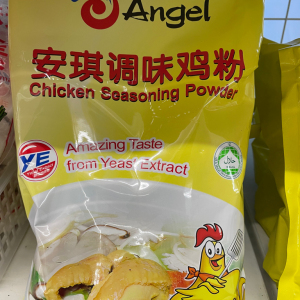 Angel
安琪调味鸡粉
Chicken Seasoning Powder
YE
Amazing Taste
from Yeast Extract